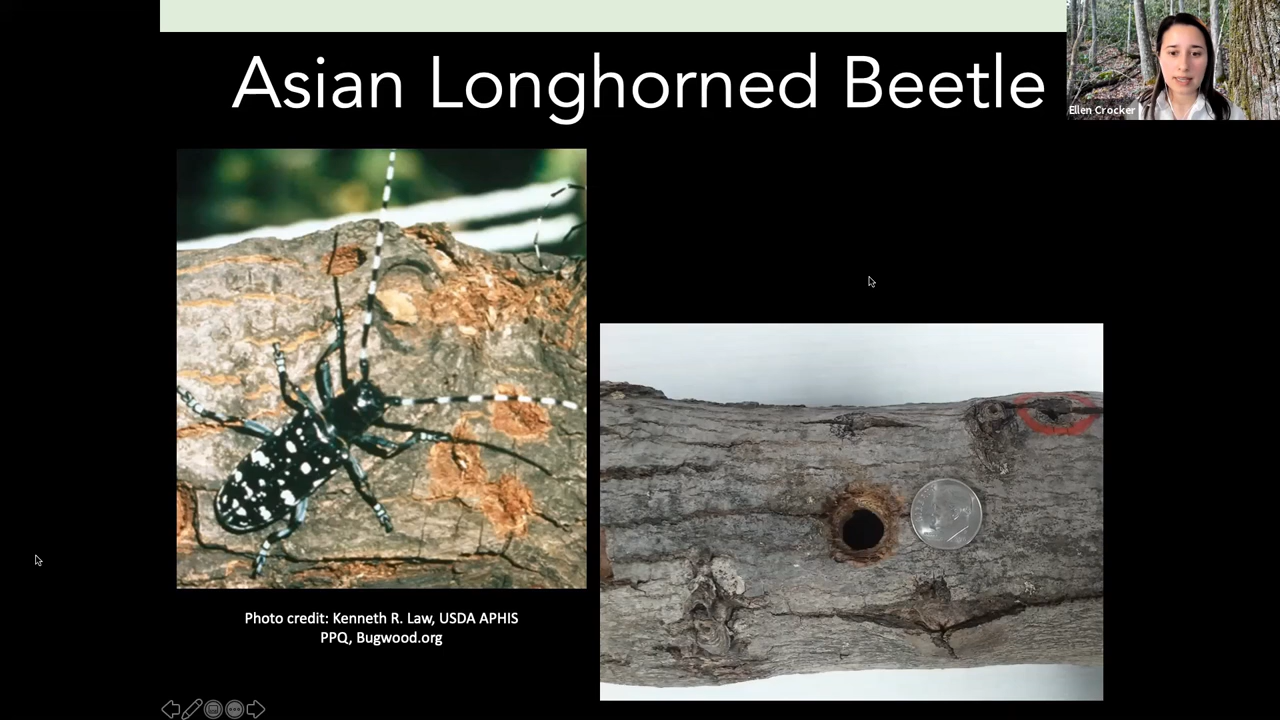 Asian Longhorned Beetle
Ellen Crocker
Photo credit: Kenneth R. Law, USDA APHIS
PPQ, Bugwood.org